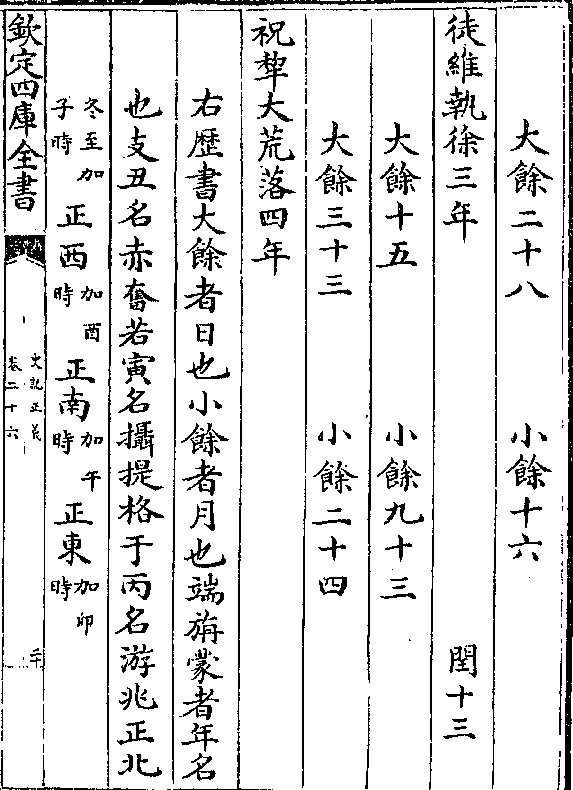 大餘二十八　小餘十六
徒維執徐三年　閏十三
大餘十五　小餘九十三
大餘三十三　小餘二十四
祝犂大荒落四年
右歴書大餘者日也小餘者月也端旃蒙者年名
也支丑名赤奮若寅名攝提格于丙名游兆正北
冬至加子時正西加酉時正南加午時正東加卯時
欽定四庫全書　史記正義卷二十六　二十